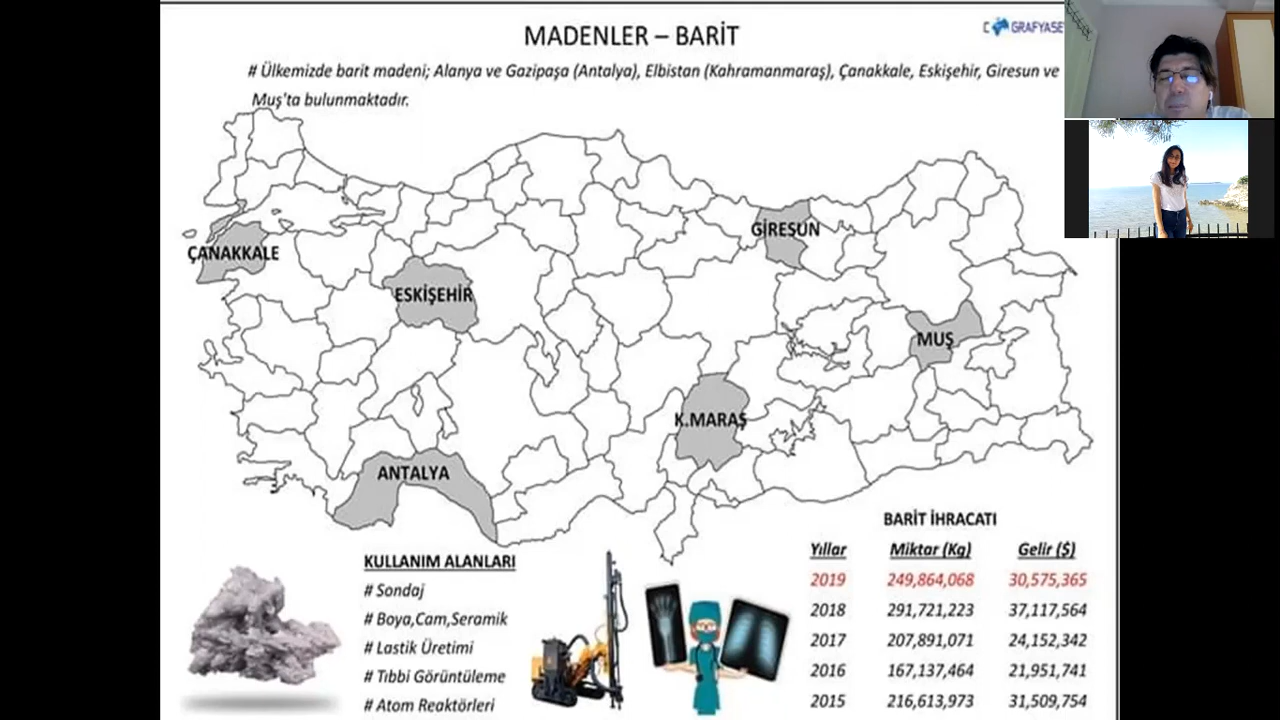 MADENLER – BARİT
C GRAFYASE
# Ülkemizde barit madeni; Alanya ve Gazipaşa (Antalya), Elbistan (Kahramanmaraş), Çanakkale, Eskişehir, Giresun ve
Muş'ta bulunmaktadır.
GİRESUN
ÇANAKKALE
ESKİŞEHİR
MUŞ
K.MARAŞ
ANTALYA
KULLANIM ALANLARI
# Sondaj
# Boya,Cam,Seramik
# Lastik Üretimi
# Tıbbi Görüntüleme
# Atom Reaktörleri
BARİT İHRACATI
Yıllar Miktar (Kg) Gelir ($)
2019 249,864,068 30,575,365
2018 291,721,223 37,117,564
2017 207,891,071 24,152,342
2016 167,137,464 21,951,741
2015 216,613,973 31,509,754